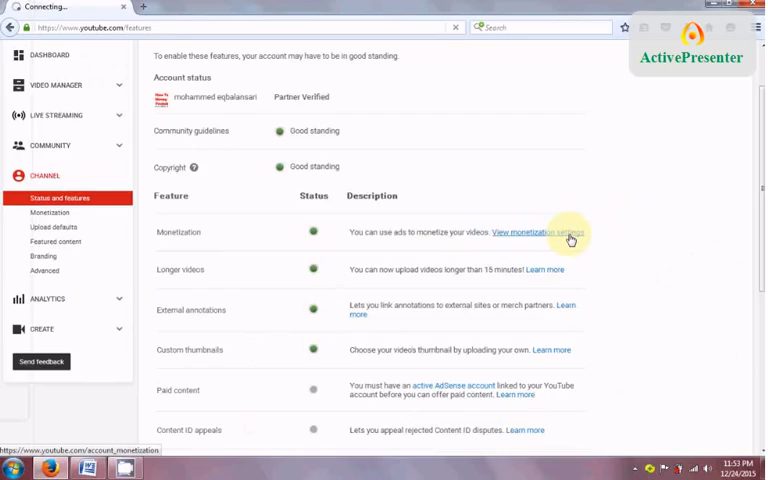 Connecting...
https://www.youtube.com/features
Search
ActivePresenter
To enable these features, your account may have to be in good standing.
DASHBOARD
VIDEO MANAGER
LIVE STREAMING
COMMUNITY
CHANNEL
Status and features
Monetization
Upload defaults
Featured content
Branding
Advanced
ANALYTICS
CREATE
Send feedback
Account status
mohammed eqbalansari Partner Verified
Community guidelines Good standing
Copyright ? Good standing
Feature Status Description
Monetization You can use ads to monetize your videos. View monetization settings
Longer videos You can now upload videos longer than 15 minutes! Learn more
External annotations Lets you link annotations to external sites or merch partners. Learn
more
Custom thumbnails Choose your video's thumbnail by uploading your own. Learn more
Paid content You must have an active AdSense account linked to your YouTube
account before you can offer paid content. Learn more
Content ID appeals Lets you appeal rejected Content ID disputes. Learn more
https://www.youtube.com/account_monetization
11:53 PM
12/24/2015